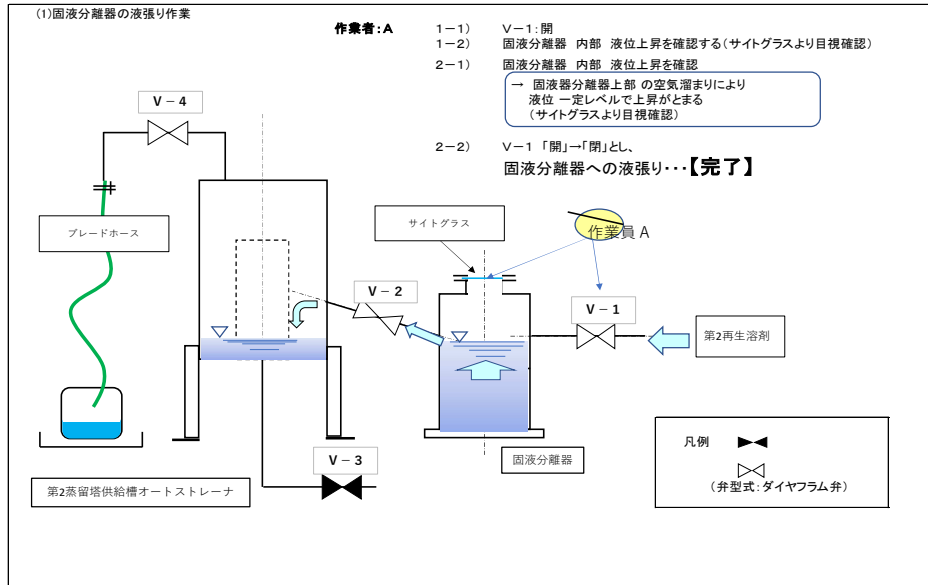 (1)固液分離器の液張り作業
作業者:A
1-1) V-1:開
1-2) 固液分離器 内部 液位上昇を確認する(サイトグラスより目視確認)
2-1) 固液分離器 内部 液位上昇を確認
→ 固液器分離器上部 の空気溜まりにより
液位 一定レベルで上昇がとまる
(サイトグラスより目視確認)
2-2) V-1 「開」→「閉」とし、
固液分離器への液張り・・・【完了】
V-4
ブレードホース
サイトグラス
作業員 A
V-2
V-1
第2再生溶剤
V-3
固液分離器
第2蒸留塔供給槽オートストレーナ
凡例
(弁型式:ダイヤフラム弁)